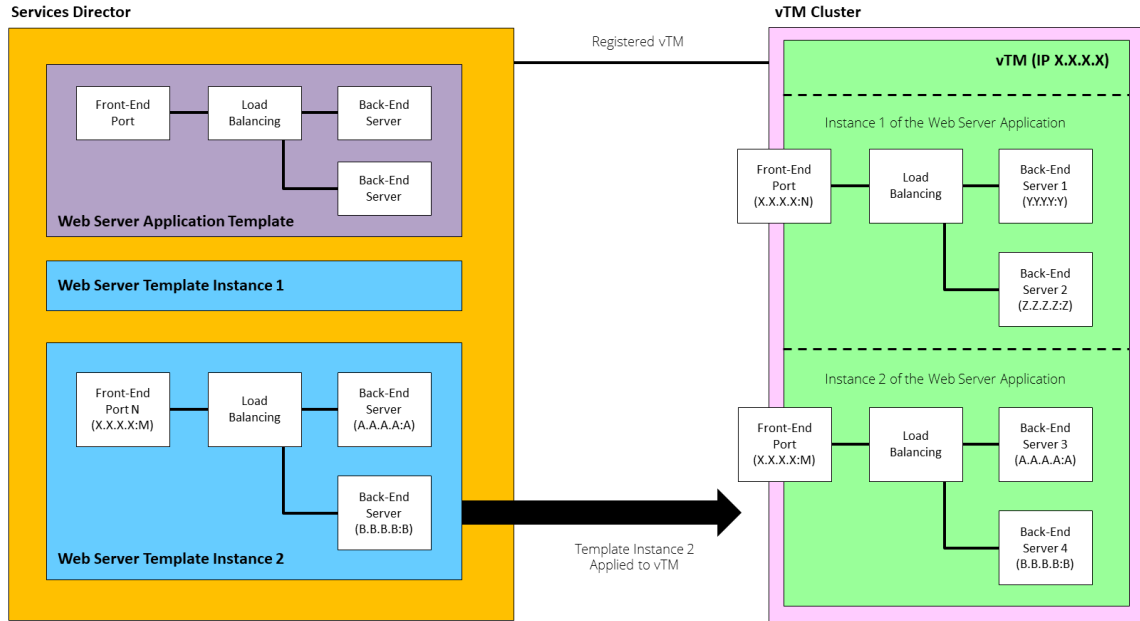 Services Director
Front-End
Port
Load
Balancing
Back-End
Server
Back-End
Server
Web Server Application Template
Web Server Template Instance 1
Front-End
Port N
(X.X.X.X:M)
Load
Balancing
Back-End
Server
(A.A.A.A:A)
Back-End
Server
(B.B.B.B:B)
Web Server Template Instance 2
Registered vTM
Template Instance 2
Applied to vTM
vTM Cluster
vTM (IP X.X.X.X)
Instance 1 of the Web Server Application
Front-End
Port
(X.X.X.X:N)
Load
Balancing
Back-End
Server 1
(Y.Y.Y.Y:Y)
Back-End
Server 2
(Z.Z.Z.Z:Z)
Instance 2 of the Web Server Application
Front-End
Port
(X.X.X.X:M)
Load
Balancing
Back-End
Server 3
(A.A.A.A:A)
Back-End
Server 4
(B.B.B.B:B)